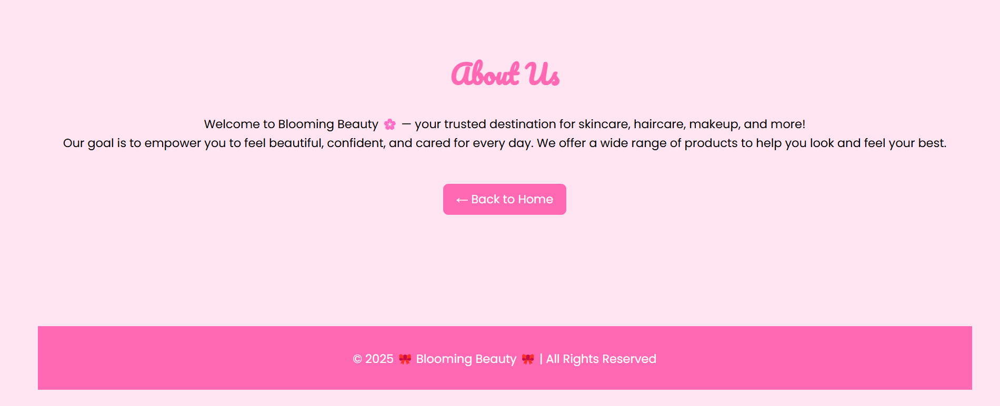 About Us
Welcome to Blooming Beauty 🌸 — your trusted destination for skincare, haircare, makeup, and more!
Our goal is to empower you to feel beautiful, confident, and cared for every day. We offer a wide range of products to help you look and feel your best.
← Back to Home
© 2025 🎀 Blooming Beauty 🎀 | All Rights Reserved